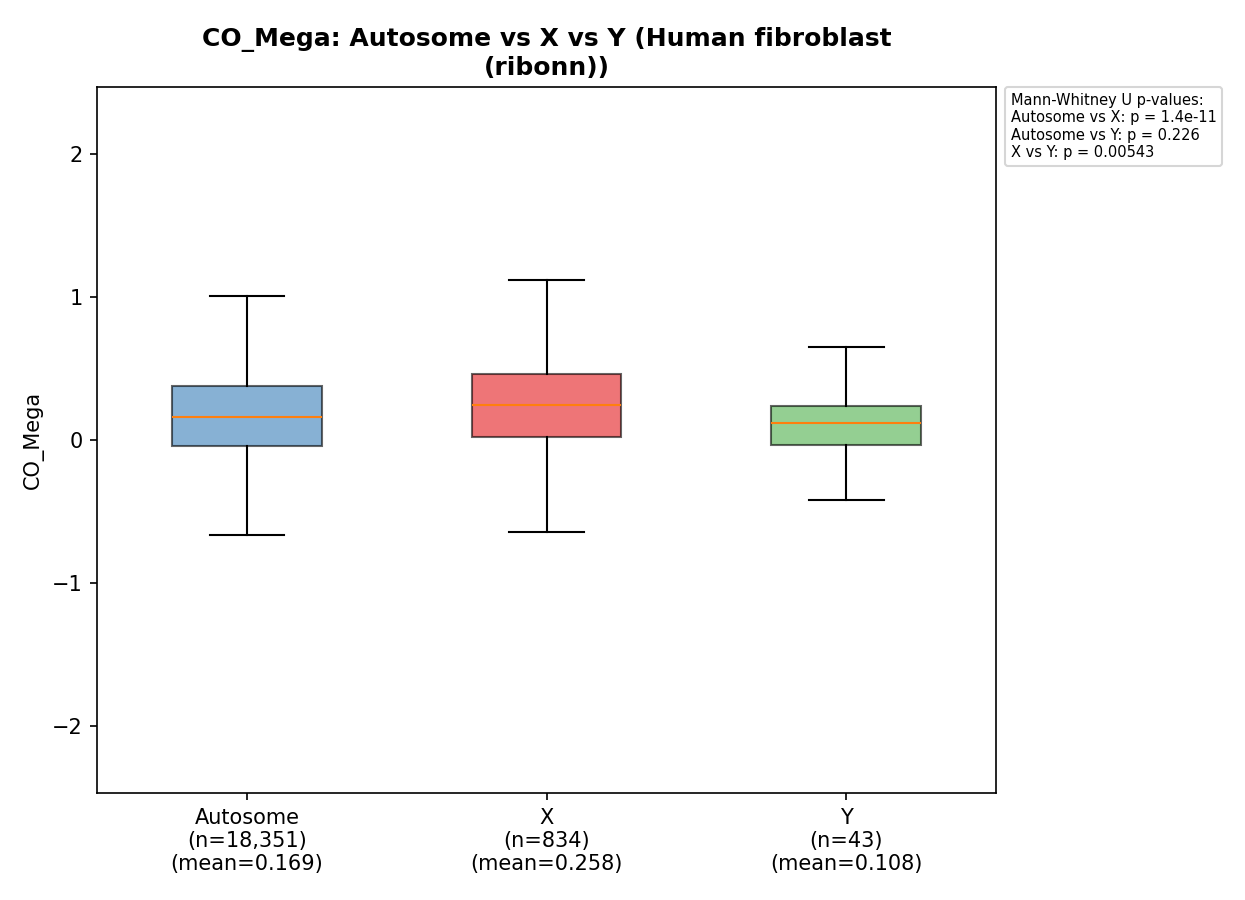 CO_Mega: Autosome vs X vs Y (Human fibroblast
(ribonn))
Mann-Whitney U p-values:
Autosome vs X: p = 1.4e-11
Autosome vs Y: p = 0.226
X vs Y: p = 0.00543
CO_Mega
2
1
0
−1
−2
Autosome
(n=18,351)
(mean=0.169)
X
(n=834)
(mean=0.258)
Y
(n=43)
(mean=0.108)